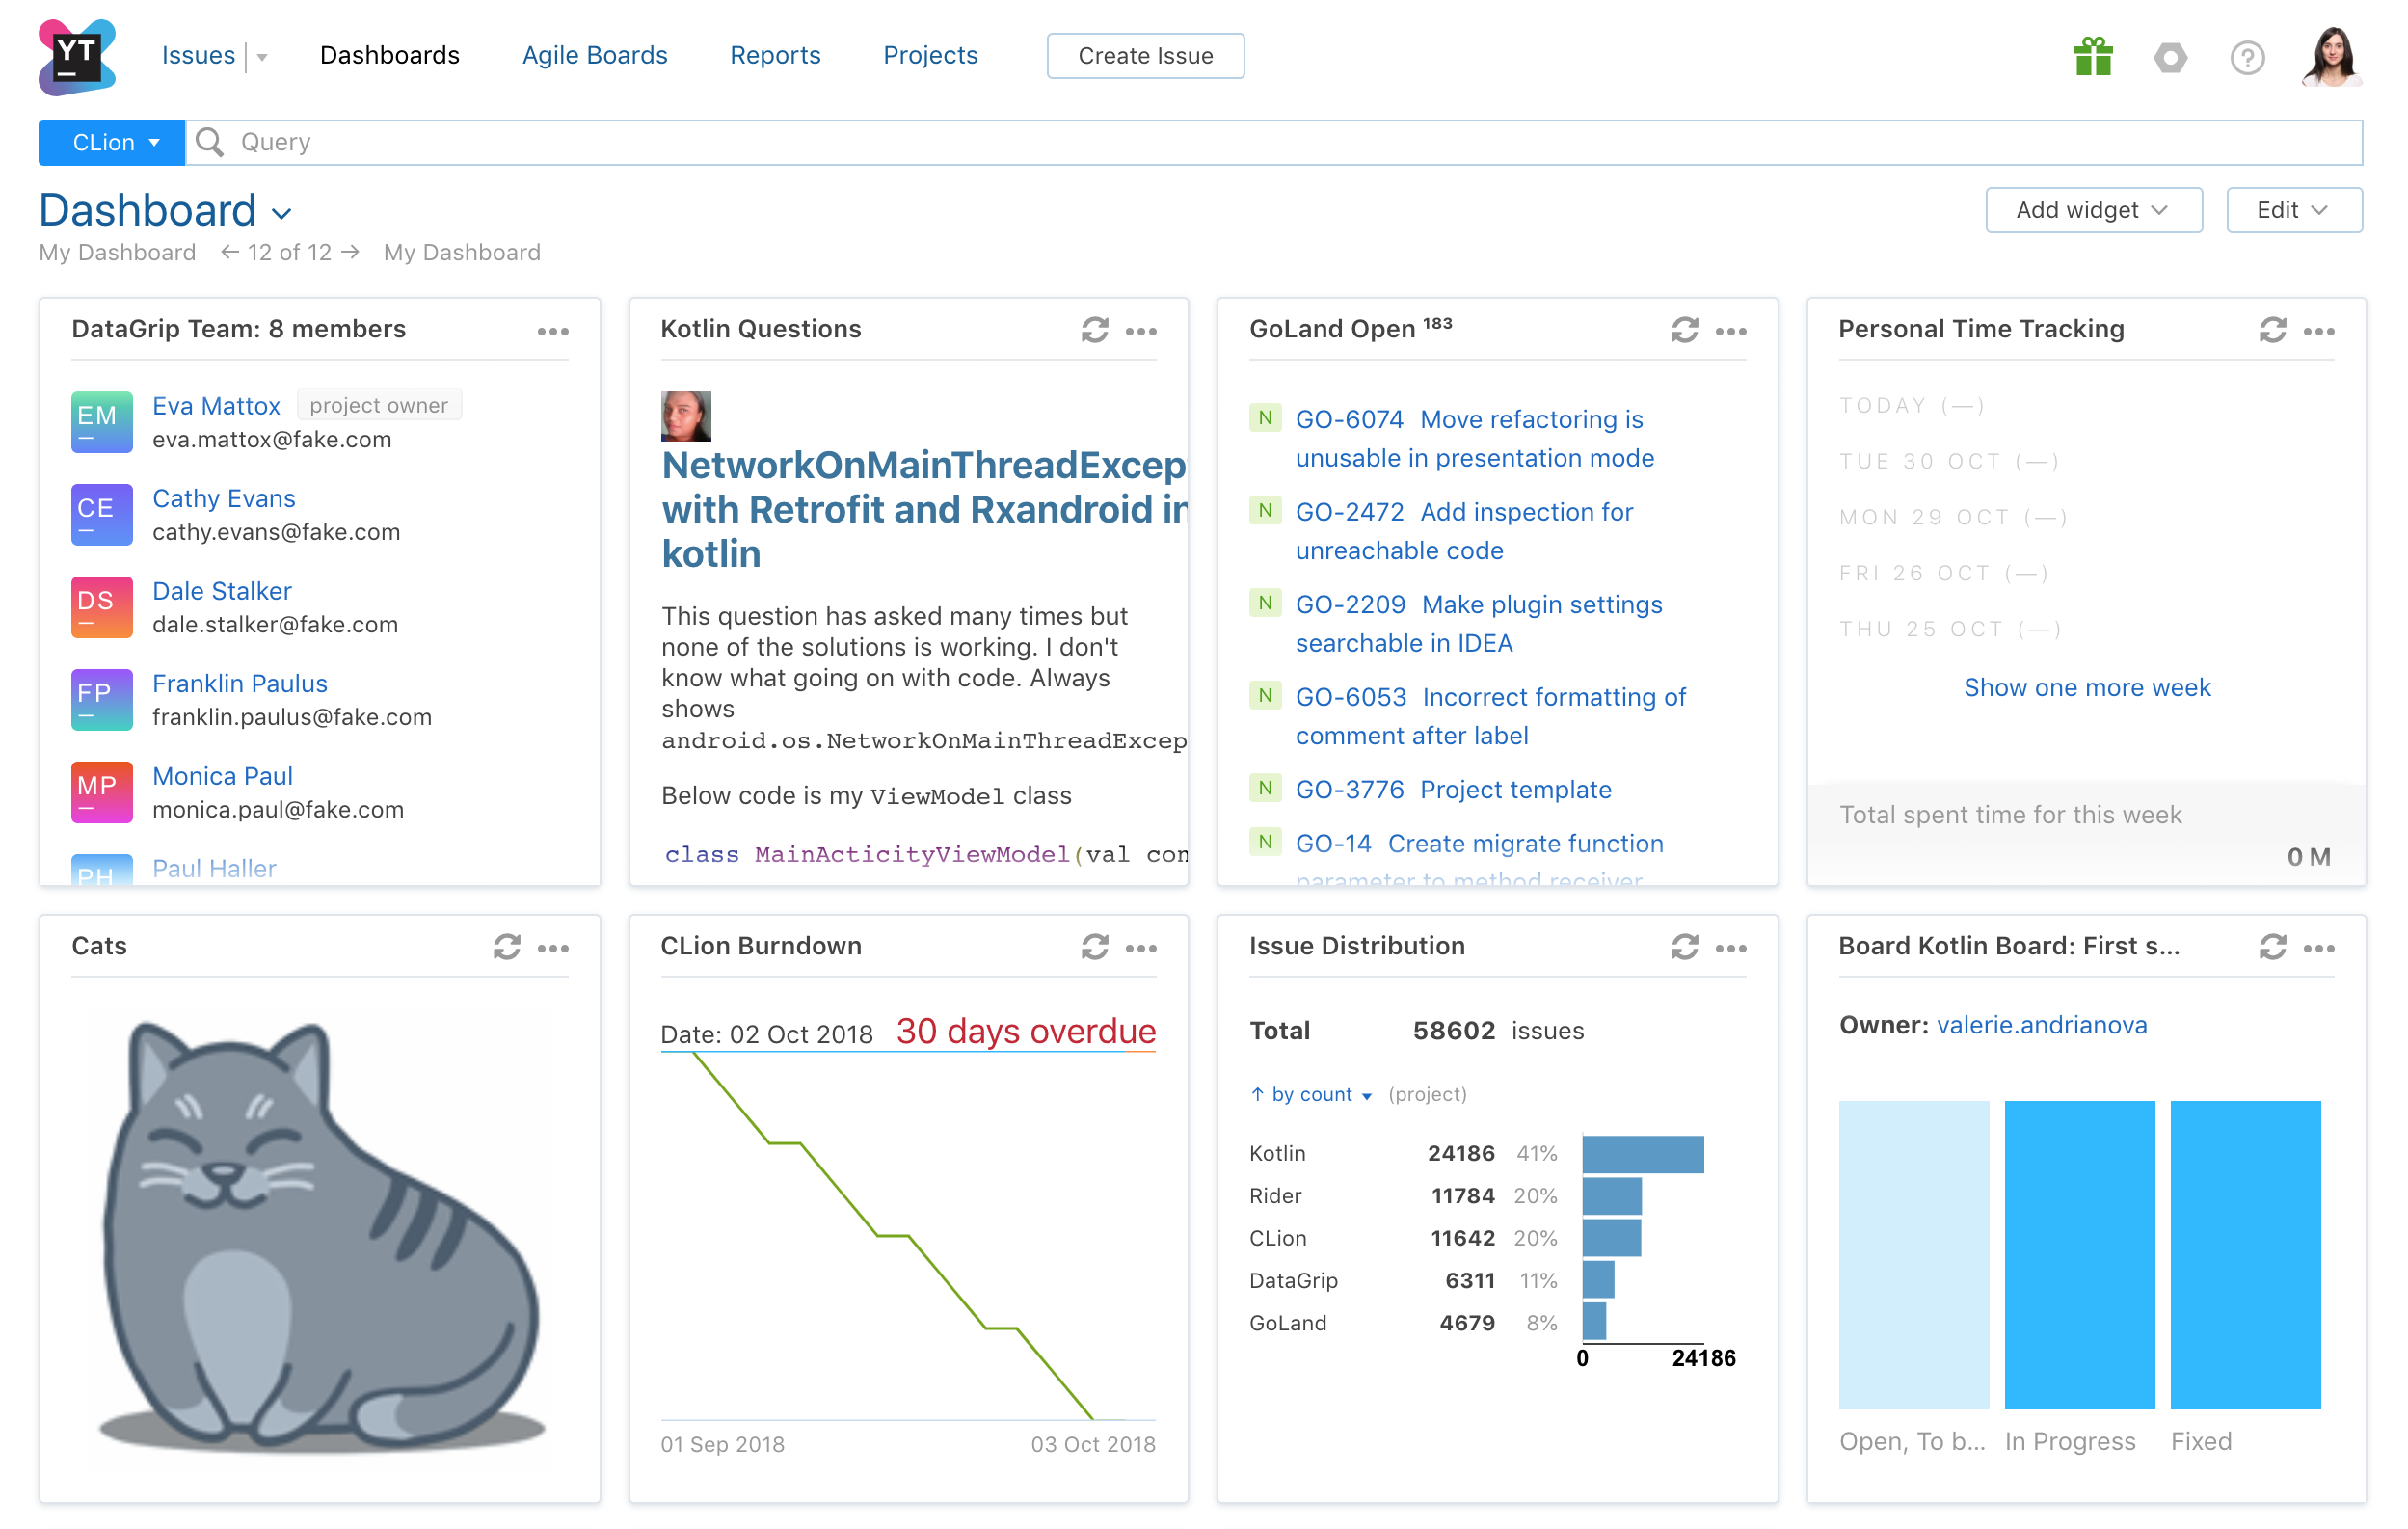 YT
Issues
Dashboards
Agile Boards
Reports
Projects
Create Issue
CLion
Query
Dashboard
Add widget
Edit
My Dashboard ← 12 of 12 → My Dashboard
DataGrip Team: 8 members
EM
Eva Mattox project owner
eva.mattox@fake.com
CE
Cathy Evans
cathy.evans@fake.com
DS
Dale Stalker
dale.stalker@fake.com
FP
Franklin Paulus
franklin.paulus@fake.com
MP
Monica Paul
monica.paul@fake.com
PH
Paul Haller
Kotlin Questions
NetworkOnMainThreadExcep
with Retrofit and Rxandroid in
kotlin
This question has asked many times but
none of the solutions is working. I don't
know what going on with code. Always
shows
android.os.NetworkOnMainThreadExcep
Below code is my ViewModel class
class MainActicityViewModel(val con
GoLand Open 183
N GO-6074 Move refactoring is
unusable in presentation mode
N GO-2472 Add inspection for
unreachable code
N GO-2209 Make plugin settings
searchable in IDEA
N GO-6053 Incorrect formatting of
comment after label
N GO-3776 Project template
N GO-14 Create migrate function
parameter to method receiver
Personal Time Tracking
TODAY (—)
TUE 30 OCT (—)
MON 29 OCT (—)
FRI 26 OCT (—)
THU 25 OCT (—)
Show one more week
Total spent time for this week
0 M
Cats
CLion Burndown
Date: 02 Oct 2018 30 days overdue
01 Sep 2018 03 Oct 2018
Issue Distribution
Total 58602 issues
↑ by count (project)
Kotlin 24186 41%
Rider 11784 20%
CLion 11642 20%
DataGrip 6311 11%
GoLand 4679 8%
0 24186
Board Kotlin Board: First s...
Owner: valerie.andrianova
Open, To b... In Progress Fixed